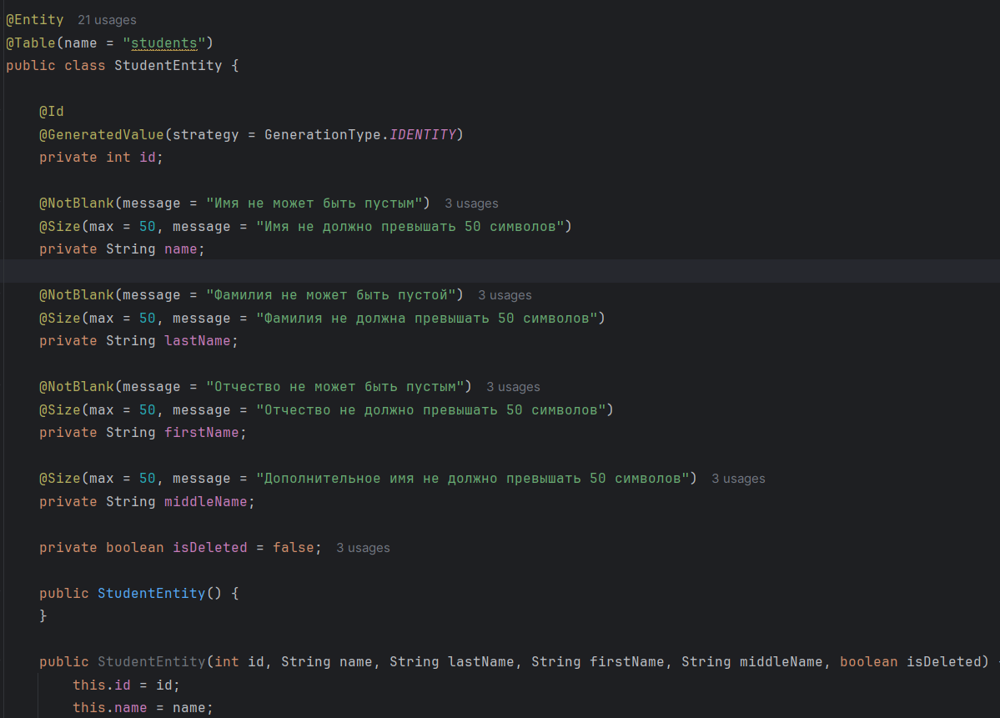 @Entity 21 usages
@Table(name = "students")
public class StudentEntity {
@Id
@GeneratedValue(strategy = GenerationType.IDENTITY)
private int id;
@NotBlank(message = "Имя не может быть пустым") 3 usages
@Size(max = 50, message = "Имя не должно превышать 50 символов")
private String name;
@NotBlank(message = "Фамилия не может быть пустой") 3 usages
@Size(max = 50, message = "Фамилия не должна превышать 50 символов")
private String lastName;
@NotBlank(message = "Отчество не может быть пустым") 3 usages
@Size(max = 50, message = "Отчество не должно превышать 50 символов")
private String firstName;
@Size(max = 50, message = "Дополнительное имя не должно превышать 50 символов") 3 usages
private String middleName;
private boolean isDeleted = false; 3 usages
public StudentEntity() {
}
public StudentEntity(int id, String name, String lastName, String firstName, String middleName, boolean isDeleted) {
this.id = id;
this.name = name;